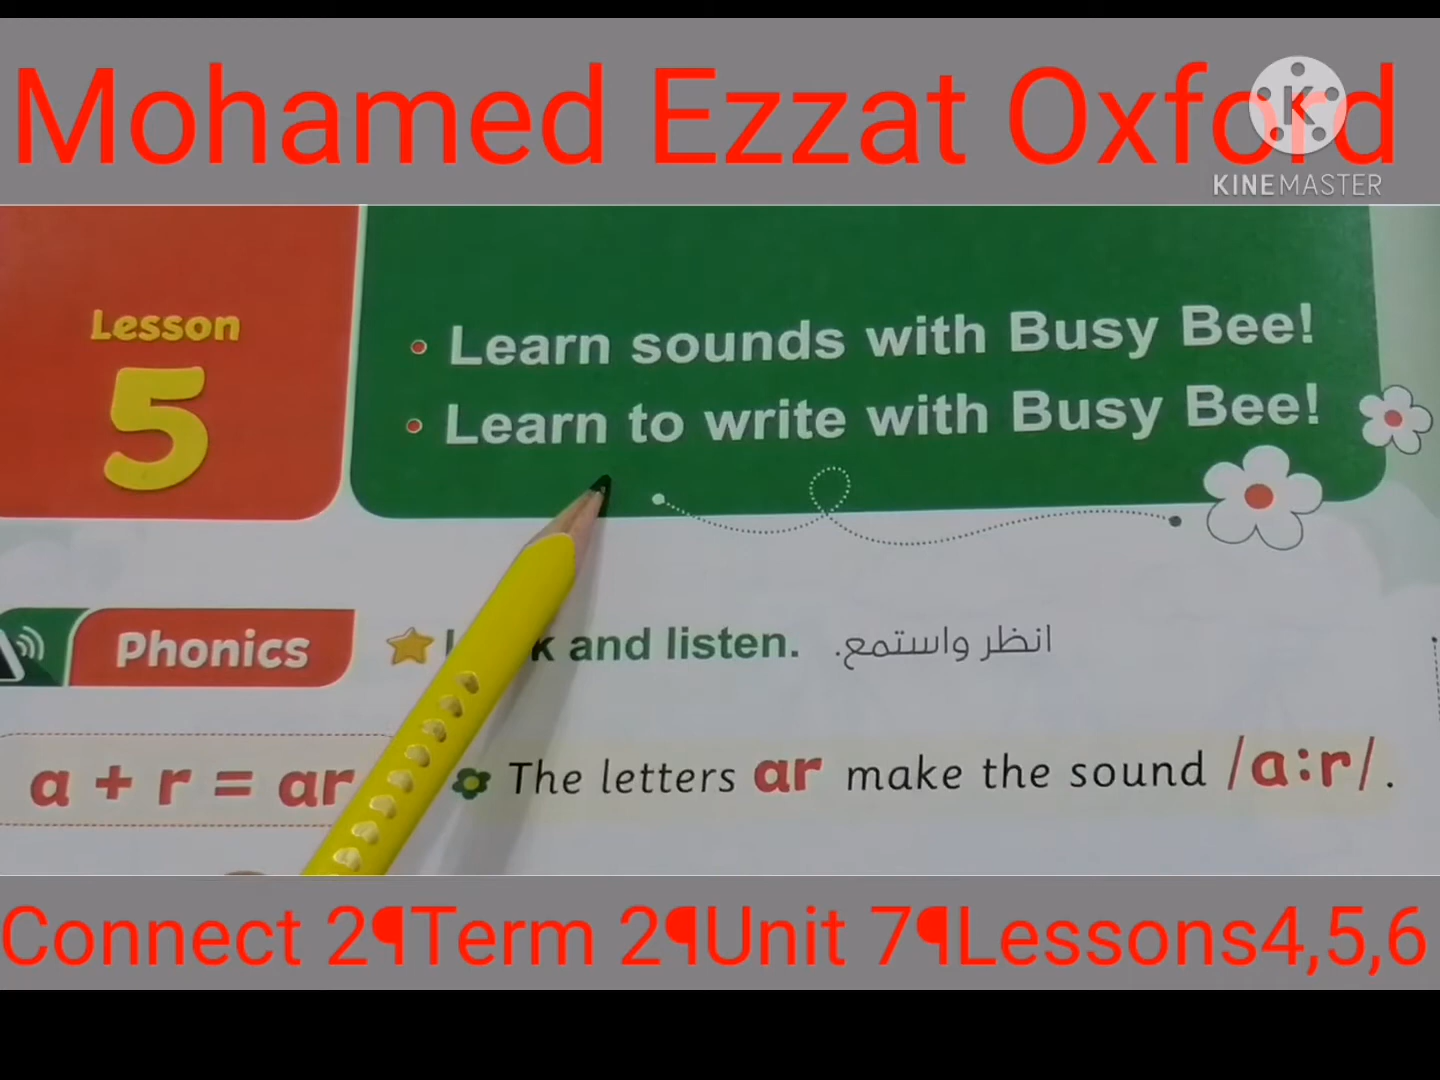 Mohamed Ezzat Oxford
KINEMASTER
Lesson
5
• Learn sounds with Busy Bee!
• Learn to write with Busy Bee!
Phonics
and listen. انظر واستمع.
a + r = ar
The letters ar make the sound /a:r/.
Connect 2¶Term 2¶Unit 7¶Lessons4,5,6